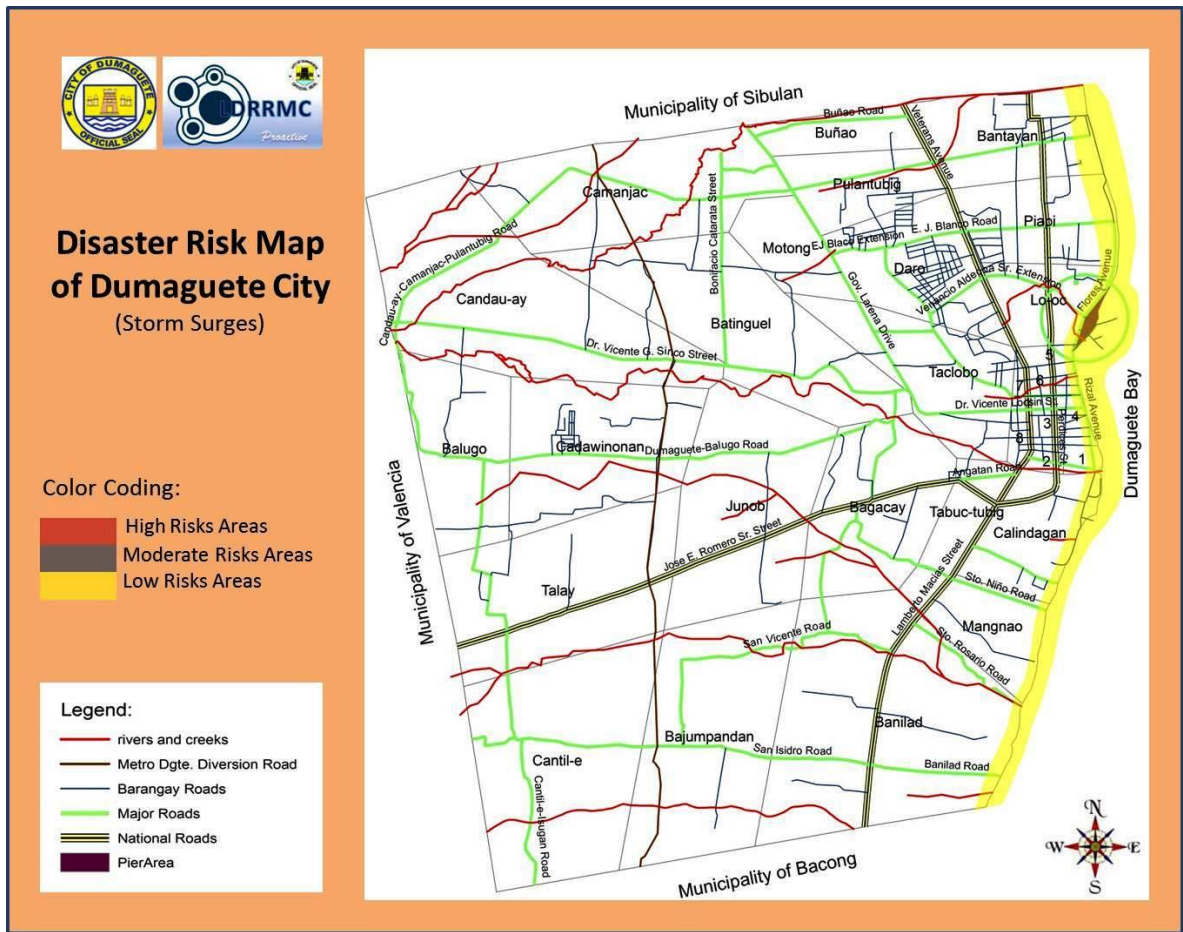 CITY OF DUMAGUETE
OFFICIAL SEAL
LDRRMC
Proactive
Disaster Risk Map
of Dumaguete City
(Storm Surges)
Color Coding:
High Risks Areas
Moderate Risks Areas
Low Risks Areas
Legend:
rivers and creeks
Metro Dgte. Diversion Road
Barangay Roads
Major Roads
National Roads
PierArea
Municipality of Sibulan
Buñao Road
Buñao
Veterans Avenue
Bantayan
Camanjac
Pulantubig
Candau-ay-Camanjac-Pulantubig Road
Bonifacio Catarata Street
Piapi
Motong
EJ Blaco Extension
E. J. Blanco Road
Daro
Venancio Aldecoa Sr. Extension
Lo-oc
Flores Avenue
Candau-ay
Batinguel
Gov. Larena Drive
Dr. Vicente G. Sinco Street
5
Taclobo
7
6
Rizal Avenue
Dr. Vicente Locsin St.
3
4
Perdices St.
8
2
1
Dumaguete Bay
Balugo
Cadawinonan
Dumaguete-Balugo Road
Angatan Road
Municipality of Valencia
Junob
Bagacay
Tabuc-tubig
Calindagan
Jose E. Romero Sr. Street
Talay
Lamberto Macias Street
Sto. Niño Road
Mangnao
San Vicente Road
Sto. Rosario Road
Banilad
Bajumpandan
San Isidro Road
Banilad Road
Cantil-e
Cantil-e-Isugan Road
Municipality of Bacong
N
W
E
S